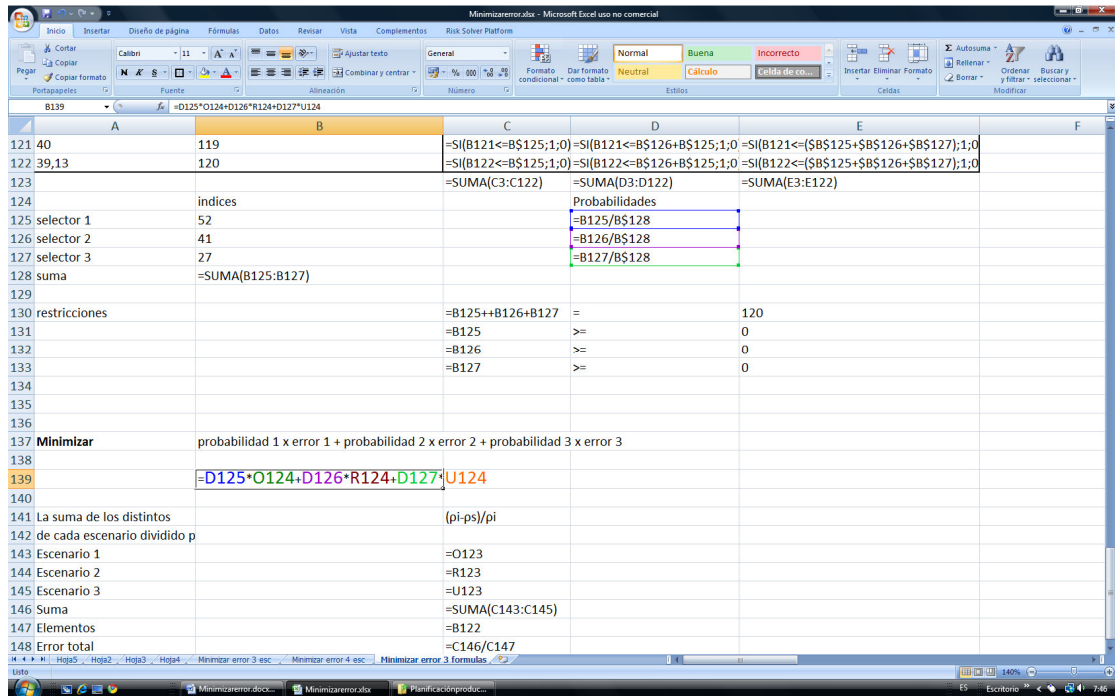 Minimizarerror.xlsx - Microsoft Excel uso no comercial
Inicio Insertar Diseño de página Fórmulas Datos Revisar Vista Complementos Risk Solver Platform
Pegar
Cortar
Copiar
Copiar formato
Portapapeles
Calibri 11
N K S
Fuente
Ajustar texto
Combinar y centrar
Alineación
General
% 000
Número
Formato condicional
Dar formato como tabla
Normal Buena Incorrecto
Neutral Cálculo Celda de co...
Estilos
Insertar Eliminar Formato
Celdas
Σ Autosuma
Rellenar
Borrar
Ordenar y filtrar
Buscar y seleccionar
Modificar
B139 fx =D125*O124+D126*R124+D127*U124
A B C D E F
121 40 119 =SI(B121<=B$125;1;0) =SI(B121<=B$126+B$125;1;0 =SI(B121<=($B$125+$B$126+$B$127);1;0
122 39,13 120 =SI(B122<=B$125;1;0) =SI(B122<=B$126+B$125;1;0 =SI(B122<=($B$125+$B$126+$B$127);1;0
123 =SUMA(C3:C122) =SUMA(D3:D122) =SUMA(E3:E122)
124 indices Probabilidades
125 selector 1 52 =B125/B$128
126 selector 2 41 =B126/B$128
127 selector 3 27 =B127/B$128
128 suma =SUMA(B125:B127)
129
130 restricciones =B125++B126+B127 = 120
131 =B125 >= 0
132 =B126 >= 0
133 =B127 >= 0
134
135
136
137 Minimizar probabilidad 1 x error 1 + probabilidad 2 x error 2 + probabilidad 3 x error 3
138
139 =D125*O124+D126*R124+D127*U124
140
141 La suma de los distintos (ρi-ρs)/ρi
142 de cada escenario dividido p
143 Escenario 1 =O123
144 Escenario 2 =R123
145 Escenario 3 =U123
146 Suma =SUMA(C143:C145)
147 Elementos =B122
148 Error total =C146/C147
Hoja5 Hoja2 Hoja3 Hoja4 Minimizar error 3 esc Minimizar error 4 esc Minimizar error 3 formulas
Listo 140%
Minimizarerror.docx... Minimizarerror.xlsx Planificaciónproduc... ES Escritorio 7:46